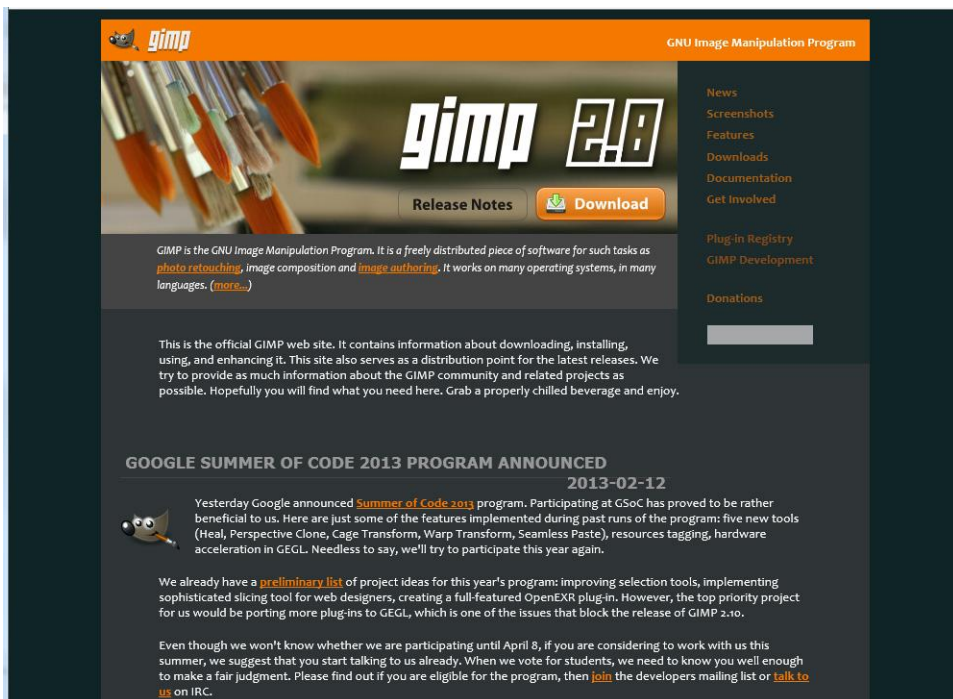 gimp
GNU Image Manipulation Program
gimp 2.8
Release Notes
Download
News
Screenshots
Features
Downloads
Documentation
Get Involved
Plug-in Registry
GIMP Development
Donations
GIMP is the GNU Image Manipulation Program. It is a freely distributed piece of software for such tasks as
photo retouching, image composition and image authoring. It works on many operating systems, in many
languages. (more...)
This is the official GIMP web site. It contains information about downloading, installing,
using, and enhancing it. This site also serves as a distribution point for the latest releases. We
try to provide as much information about the GIMP community and related projects as
possible. Hopefully you will find what you need here. Grab a properly chilled beverage and enjoy.
GOOGLE SUMMER OF CODE 2013 PROGRAM ANNOUNCED
2013-02-12
Yesterday Google announced Summer of Code 2013 program. Participating at GSoC has proved to be rather
beneficial to us. Here are just some of the features implemented during past runs of the program: five new tools
(Heal, Perspective Clone, Cage Transform, Warp Transform, Seamless Paste), resources tagging, hardware
acceleration in GEGL. Needless to say, we'll try to participate this year again.
We already have a preliminary list of project ideas for this year's program: improving selection tools, implementing
sophisticated slicing tool for web designers, creating a full-featured OpenEXR plug-in. However, the top priority project
for us would be porting more plug-ins to GEGL, which is one of the issues that block the release of GIMP 2.10.
Even though we won't know whether we are participating until April 8, if you are considering to work with us this
summer, we suggest that you start talking to us already. When we vote for students, we need to know you well enough
to make a fair judgment. Please find out if you are eligible for the program, then join the developers mailing list or talk to
us on IRC.